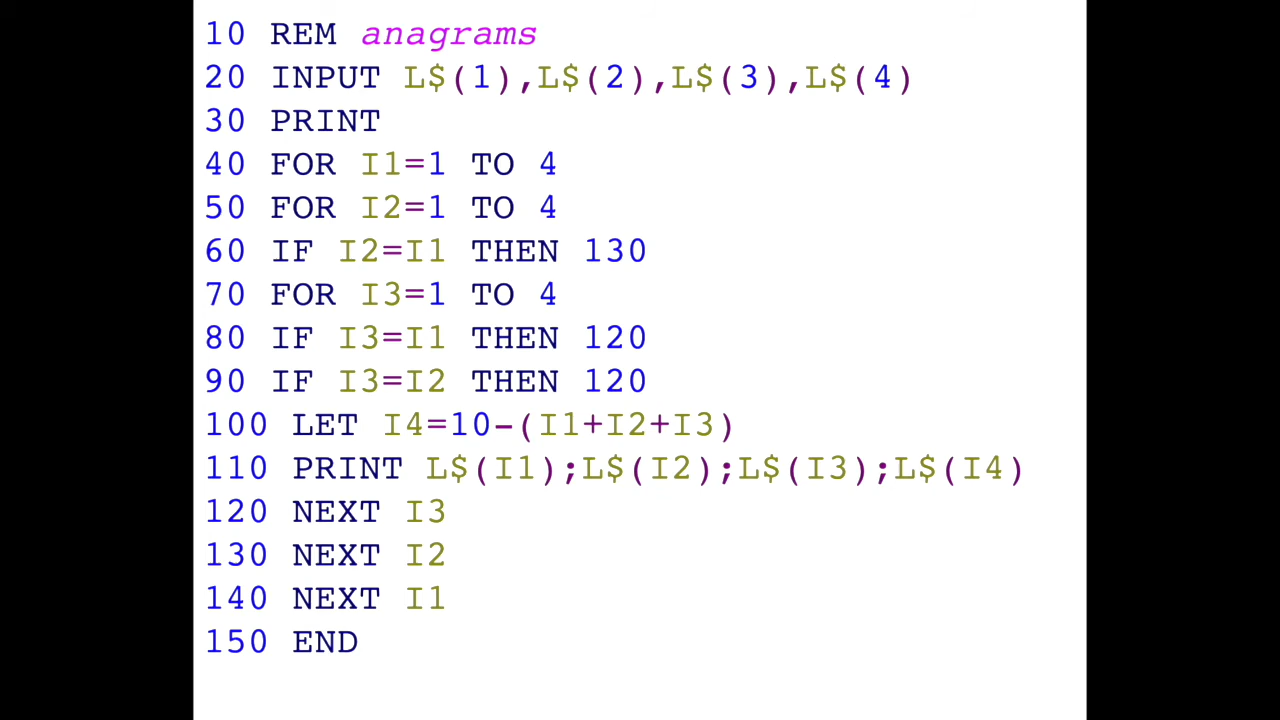 10 REM anagrams
20 INPUT L$(1),L$(2),L$(3),L$(4)
30 PRINT
40 FOR I1=1 TO 4
50 FOR I2=1 TO 4
60 IF I2=I1 THEN 130
70 FOR I3=1 TO 4
80 IF I3=I1 THEN 120
90 IF I3=I2 THEN 120
100 LET I4=10-(I1+I2+I3)
110 PRINT L$(I1);L$(I2);L$(I3);L$(I4)
120 NEXT I3
130 NEXT I2
140 NEXT I1
150 END